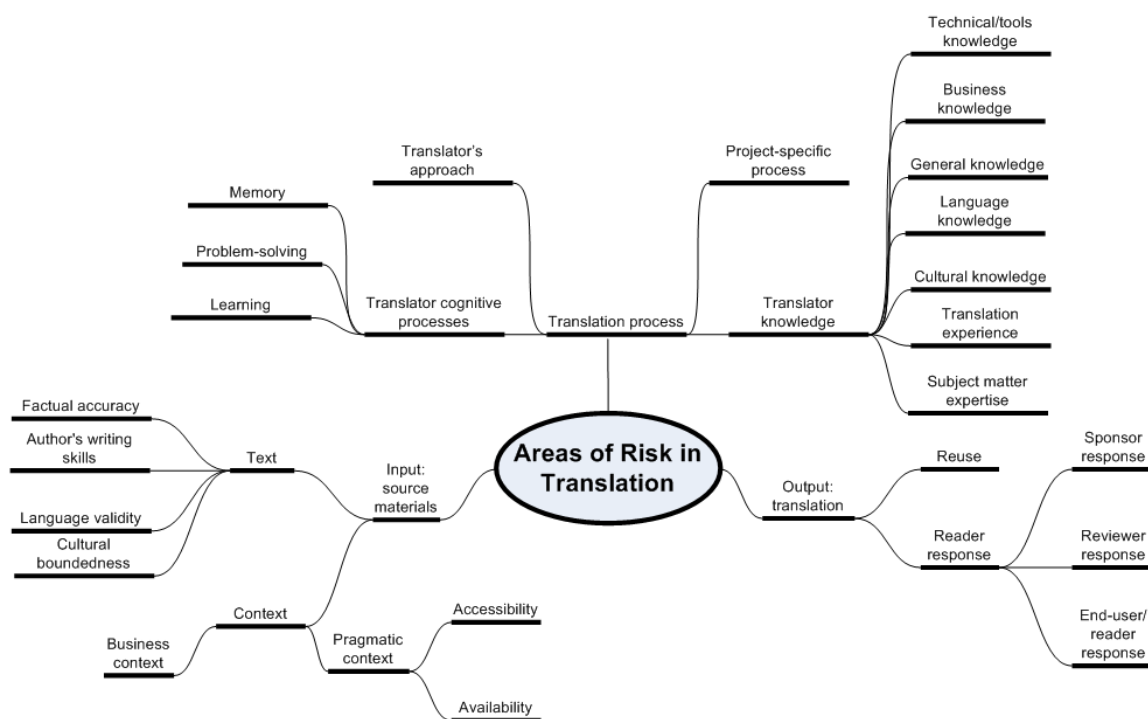 Technical/tools
knowledge
Business
knowledge
Translator's
approach
Project-specific
process
General knowledge
Memory
Language
knowledge
Problem-solving
Cultural knowledge
Learning
Translator cognitive
processes
Translation process
Translator
knowledge
Translation
experience
Subject matter
expertise
Factual accuracy
Author's writing
skills
Text
Input:
source
materials
Areas of Risk in
Translation
Output:
translation
Reuse
Sponsor
response
Language validity
Cultural
boundedness
Reader
response
Reviewer
response
Context
Accessibility
Business
context
Pragmatic
context
End-user/
reader
response
Availability